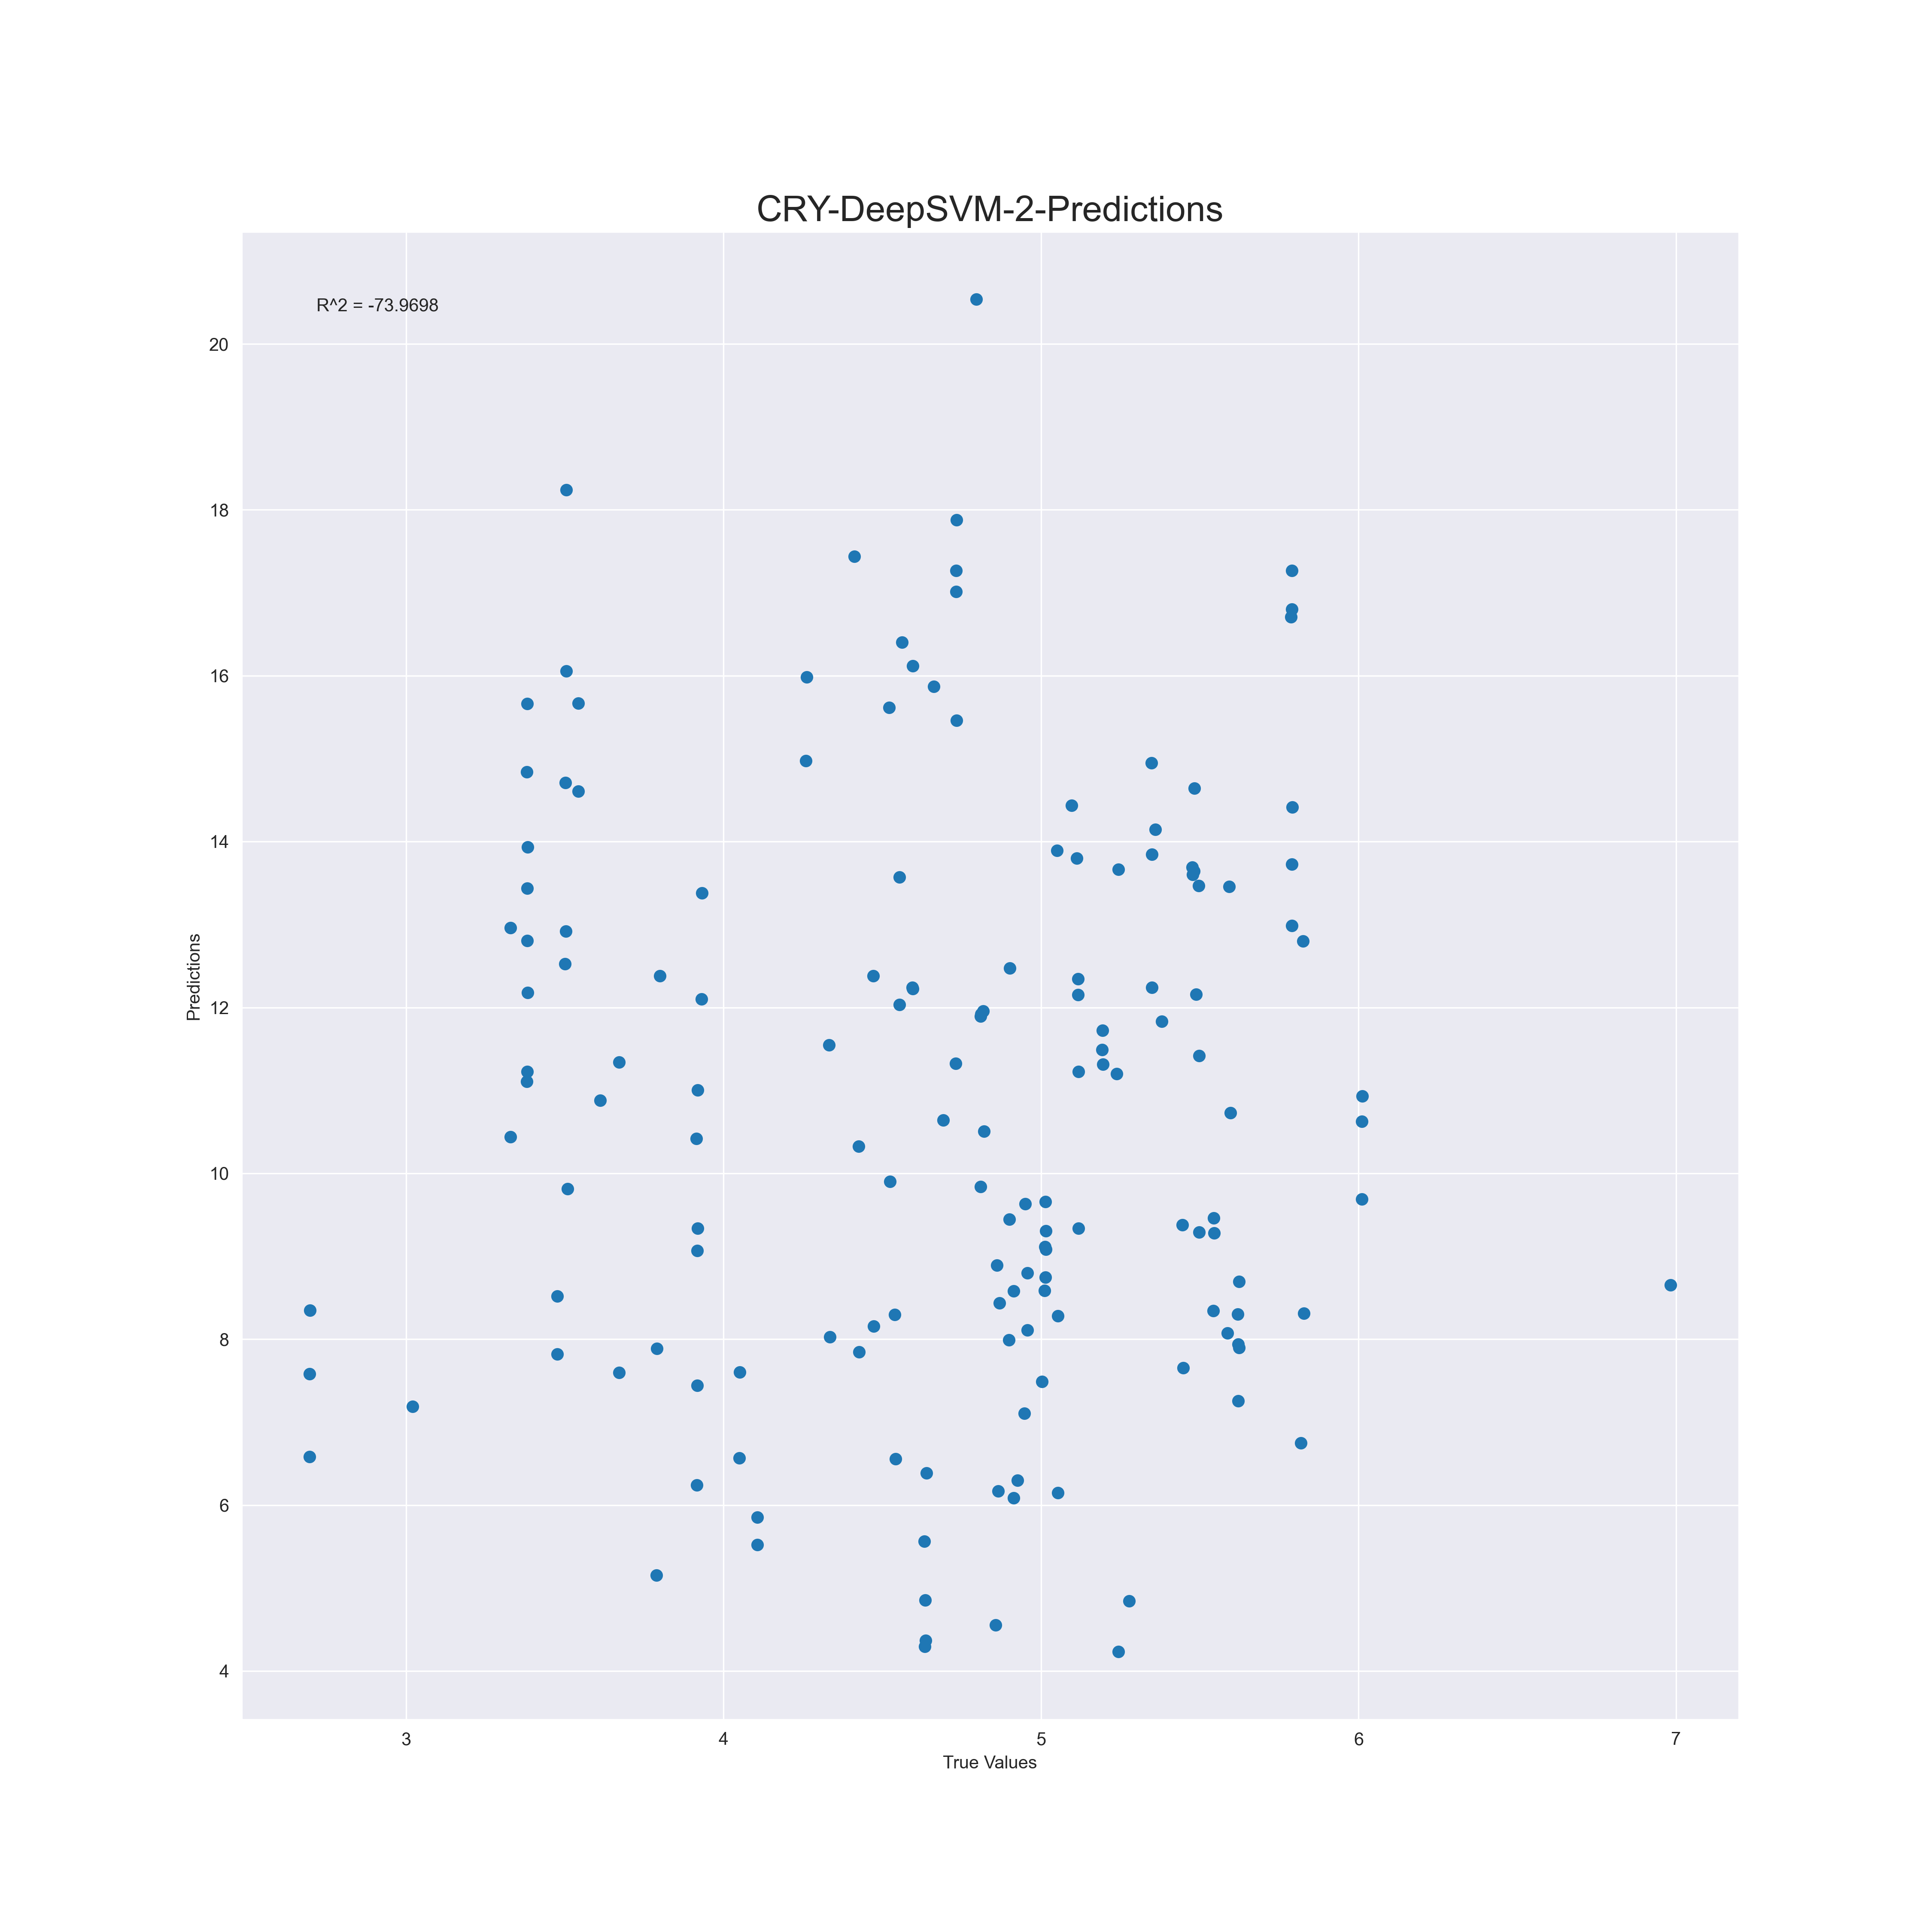 CRY-DeepSVM-2-Predictions
R^2 = -73.9698
20
18
16
14
12
10
8
6
4
Predictions
3 4 5 6 7
True Values